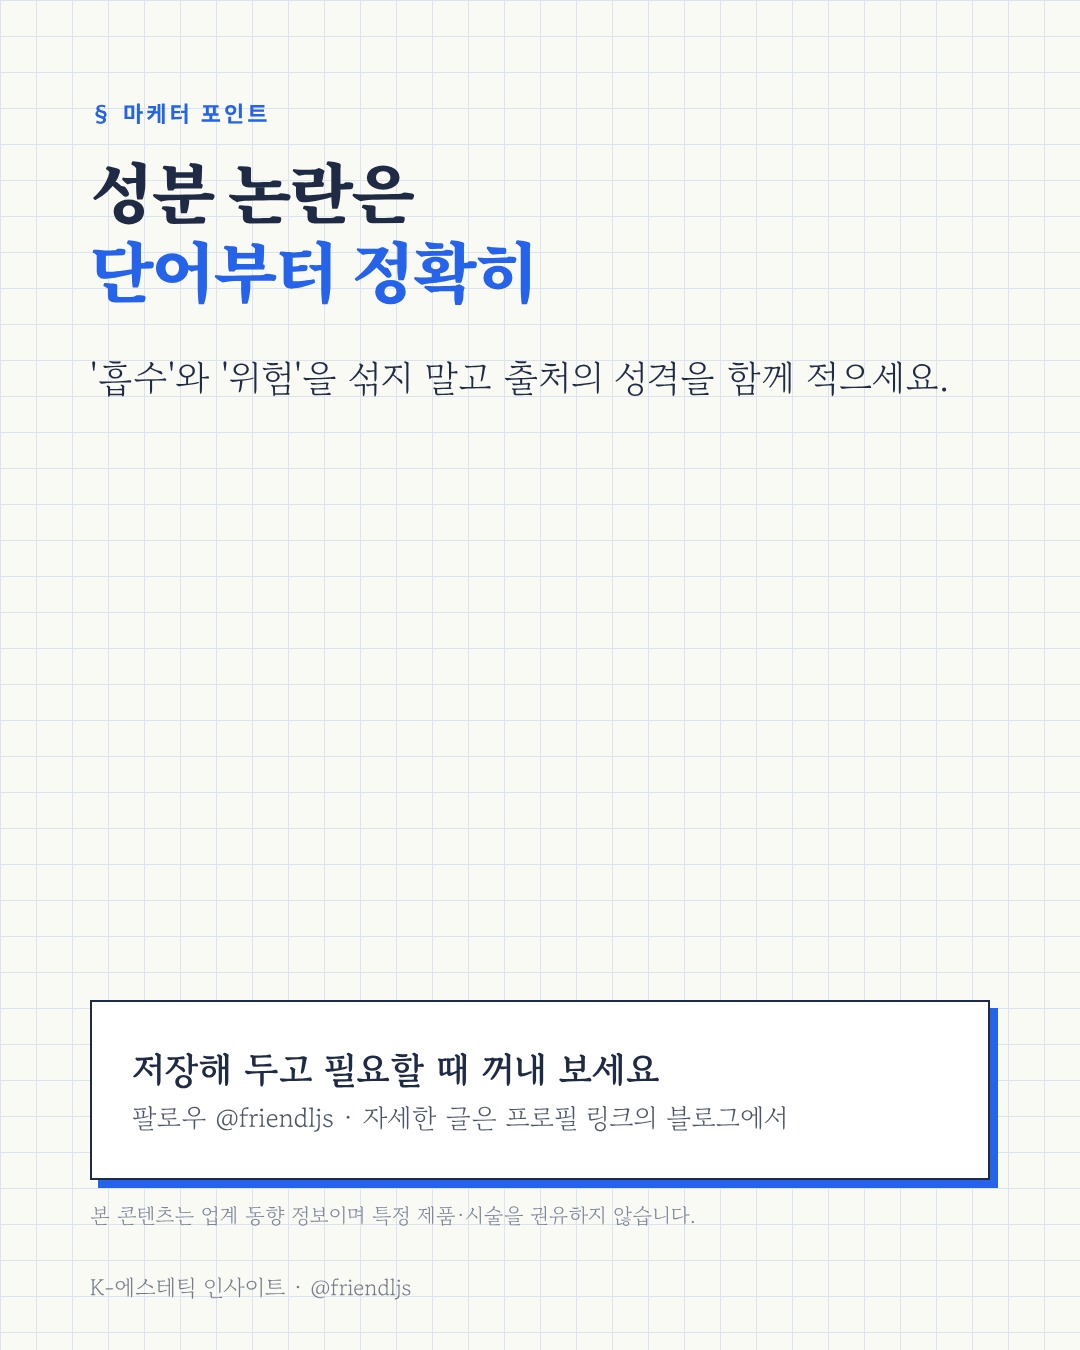 § 마케터 포인트
성분 논란은
단어부터 정확히
'흡수'와 '위험'을 섞지 말고 출처의 성격을 함께 적으세요.
저장해 두고 필요할 때 꺼내 보세요
팔로우 @friendljs · 자세한 글은 프로필 링크의 블로그에서
본 콘텐츠는 업계 동향 정보이며 특정 제품·시술을 권유하지 않습니다.
K-에스테틱 인사이트 · @friendljs